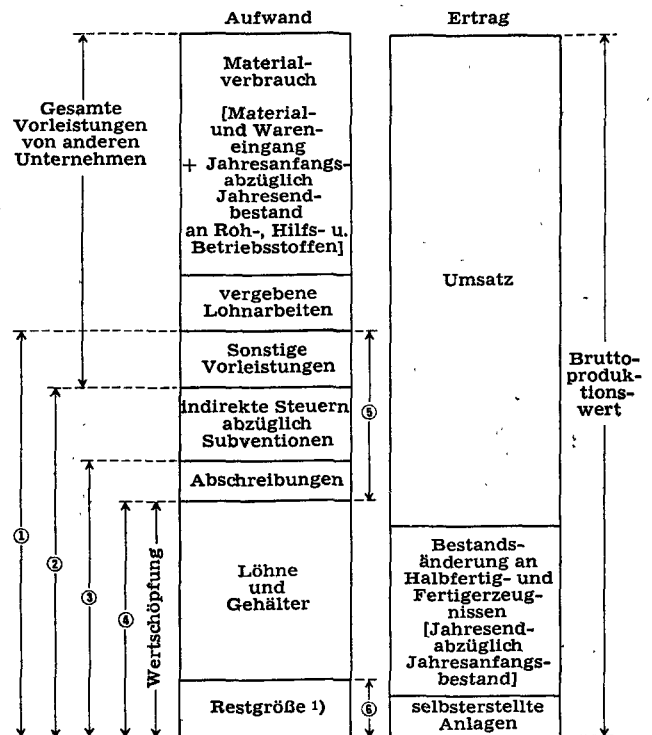 Aufwand
Ertrag
Gesamte
Vorleistungen
von anderen
Unternehmen
Material-
verbrauch
[Material-
und Waren-
eingang
+ Jahresanfangs-
abzüglich
Jahresend-
bestand
an Roh-, Hilfs- u.
Betriebsstoffen]
vergebene
Lohnarbeiten
Sonstige
Vorleistungen
indirekte Steuern
abzüglich
Subventionen
Abschreibungen
Löhne
und
Gehälter
Restgröße 1)
①
②
③
④
Wertschöpfung
⑤
⑥
Umsatz
Bestands-
änderung an
Halbfertig- und
Fertigerzeug-
nissen
[Jahresend-
abzüglich
Jahresanfangs-
bestand]
selbsterstellte
Anlagen
Brutto-
produk-
tions-
wert